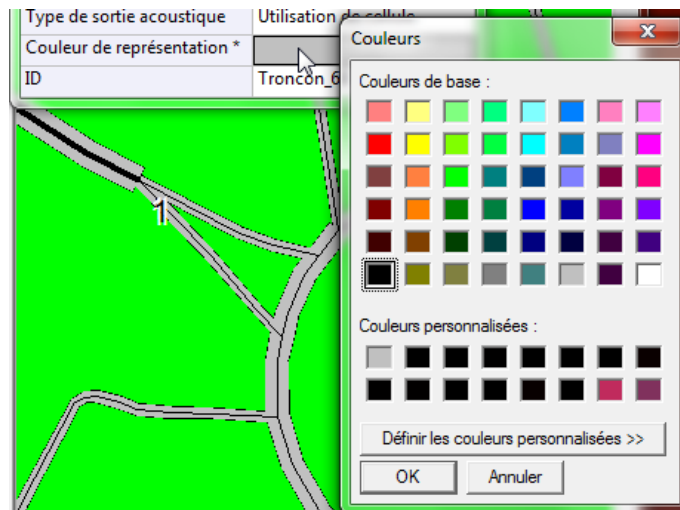 Type de sortie acoustique Utilisation de cellule
Couleur de représentation *
ID Troncon_6
1
Couleurs
Couleurs de base :
Couleurs personnalisées :
Définir les couleurs personnalisées >>
OK Annuler